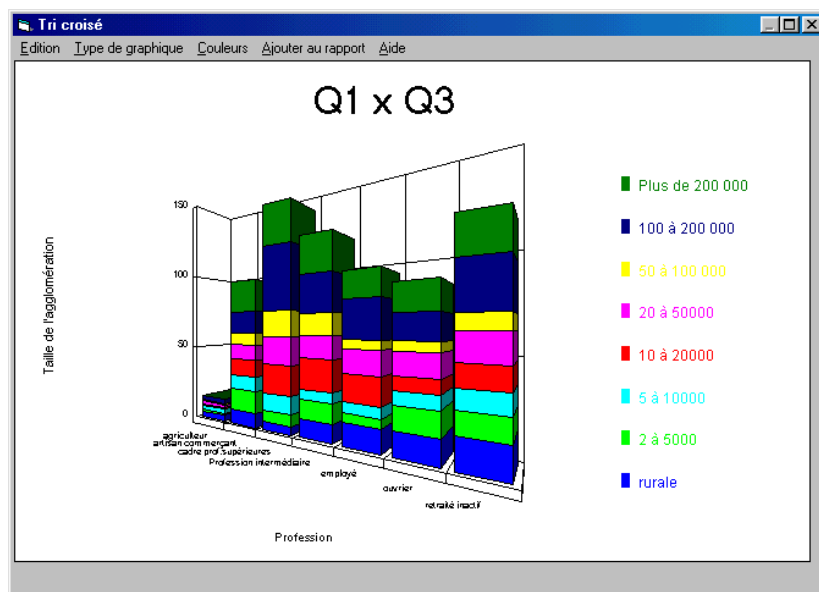 Tri croisé
Edition Type de graphique Couleurs Ajouter au rapport Aide
Q1 x Q3
Taille de l'agglomération
150
100
50
0
agriculteur
artisan commerçant
cadre prof.supérieures
Profession intermédiaire
employé
ouvrier
retraité inactif
Profession
Plus de 200 000
100 à 200 000
50 à 100 000
20 à 50000
10 à 20000
5 à 10000
2 à 5000
rurale